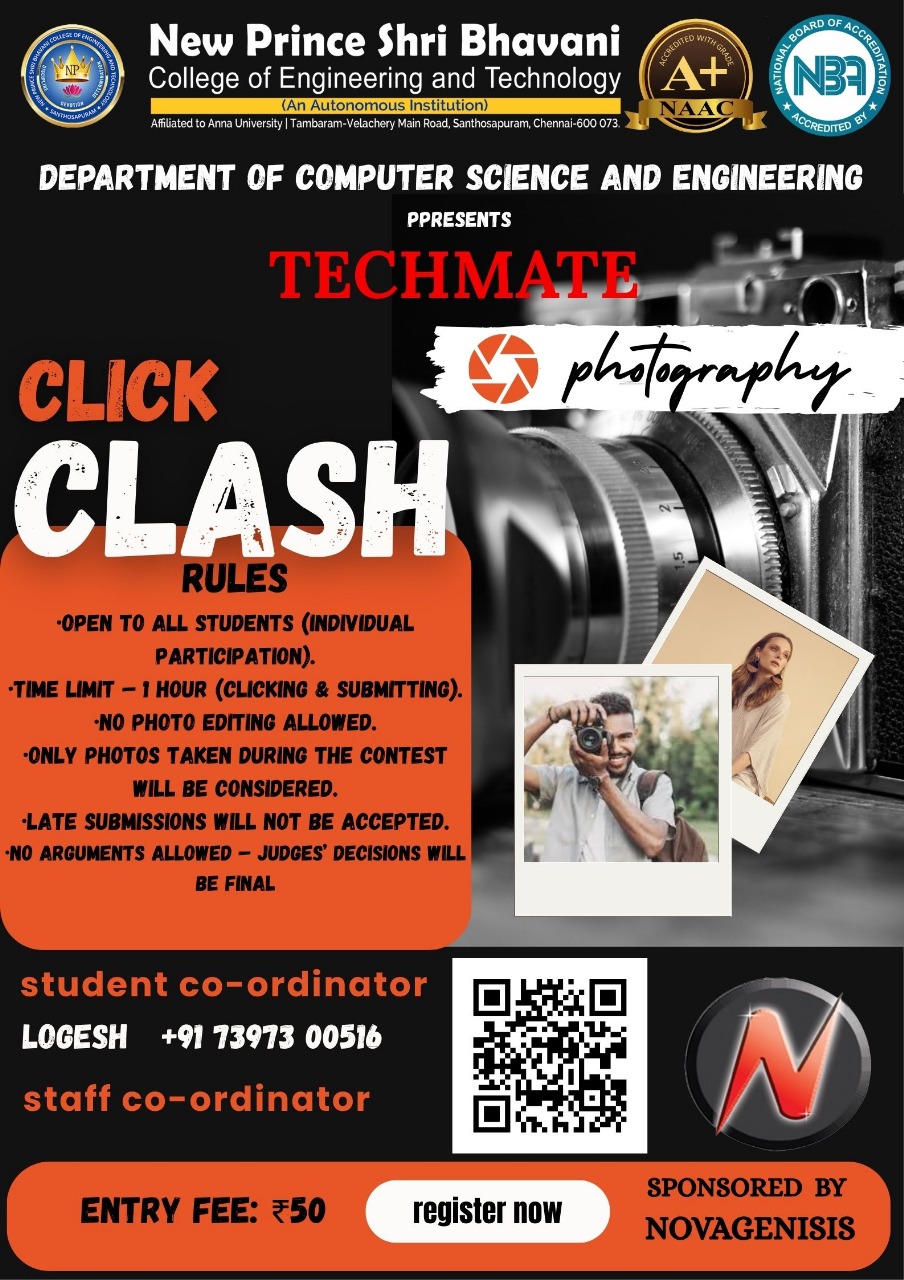 New Prince Shri Bhavani
College of Engineering and Technology
(An Autonomous Institution)
Affiliated to Anna University | Tambaram-Velachery Main Road, Santhosapuram, Chennai-600 073.
NP
DEVOTION
ACCREDITED WITH GRADE
A+
NAAC
NATIONAL BOARD OF ACCREDITATION
NBA
ACCREDITED BY
DEPARTMENT OF COMPUTER SCIENCE AND ENGINEERING
PPRESENTS
TECHMATE
photography
CLICK
CLASH
RULES
·OPEN TO ALL STUDENTS (INDIVIDUAL
PARTICIPATION).
·TIME LIMIT – 1 HOUR (CLICKING & SUBMITTING).
·NO PHOTO EDITING ALLOWED.
·ONLY PHOTOS TAKEN DURING THE CONTEST
WILL BE CONSIDERED.
·LATE SUBMISSIONS WILL NOT BE ACCEPTED.
·NO ARGUMENTS ALLOWED – JUDGES' DECISIONS WILL
BE FINAL
2
1.5
student co-ordinator
LOGESH +91 73973 00516
staff co-ordinator
N
ENTRY FEE: ₹50
register now
SPONSORED BY
NOVAGENISIS